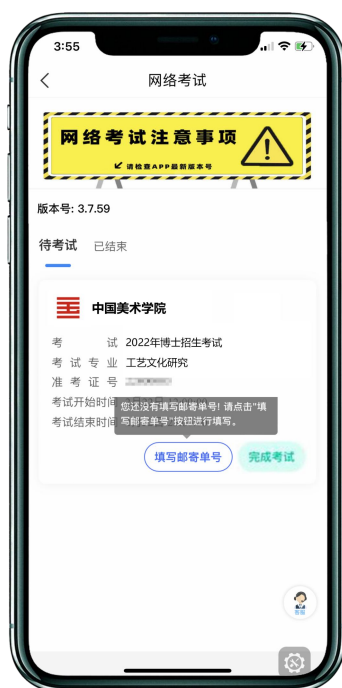 3:55
网络考试
网络考试注意事项
请检查APP最新版本号
版本号: 3.7.59
待考试 已结束
中国美术学院
考试 2022年博士招生考试
考试专业 工艺文化研究
准考证号
考试开始时间
您还没有填写邮寄单号! 请点击"填
写邮寄单号"按钮进行填写。
考试结束时间
填写邮寄单号 完成考试
客服